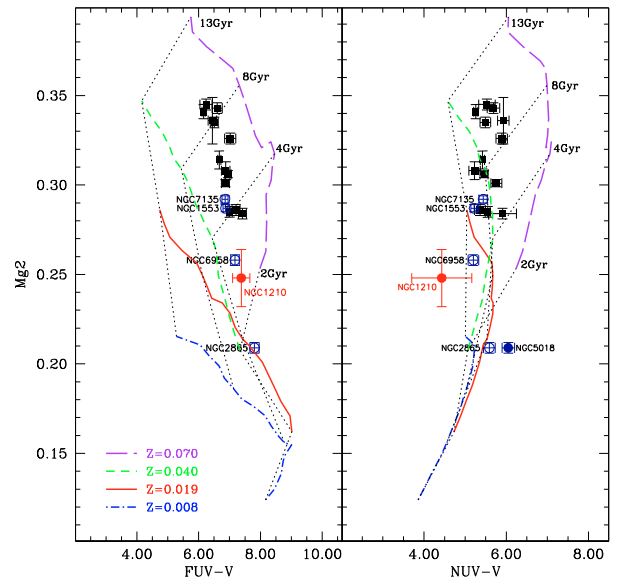 13Gyr
13Gyr
8Gyr
8Gyr
0.35
4Gyr
4Gyr
0.30
NGC7135
NGC7135
NGC1553
NGC1553
NGC6958
NGC6958
Mg2
0.25
2Gyr
2Gyr
NGC1210
NGC1210
NGC2865
NGC2865
NGC5018
0.20
0.15
Z=0.070
Z=0.040
Z=0.019
Z=0.008
4.00 6.00 8.00 10.00
4.00 6.00 8.00
FUV-V
NUV-V